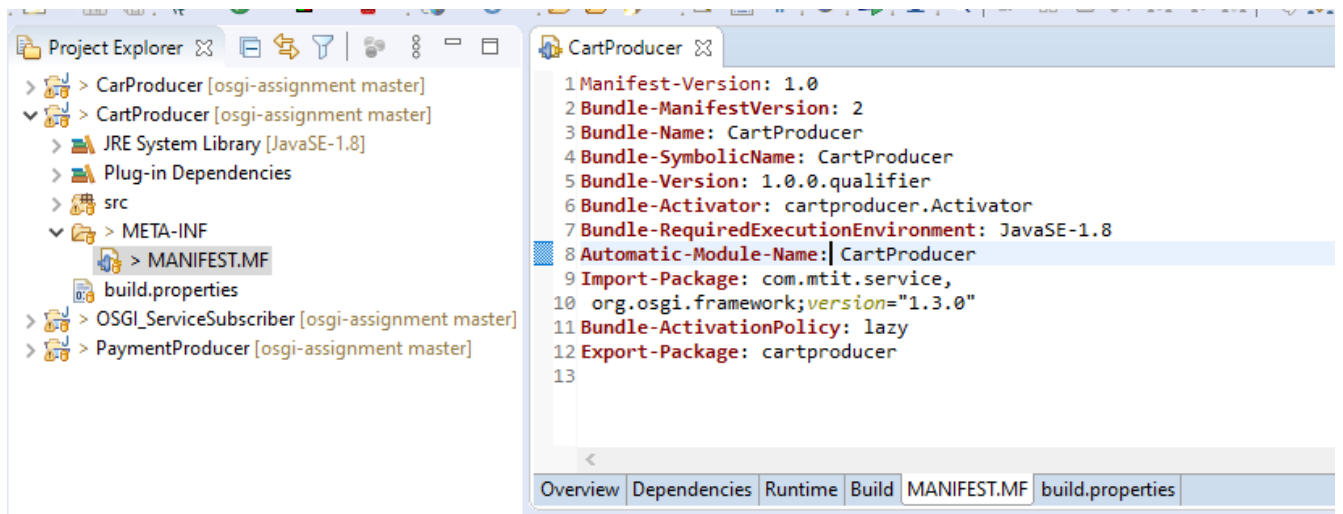 Project Explorer
> CarProducer [osgi-assignment master]
> CartProducer [osgi-assignment master]
JRE System Library [JavaSE-1.8]
Plug-in Dependencies
src
> META-INF
> MANIFEST.MF
build.properties
> OSGI_ServiceSubscriber [osgi-assignment master]
> PaymentProducer [osgi-assignment master]
CartProducer
1 Manifest-Version: 1.0
2 Bundle-ManifestVersion: 2
3 Bundle-Name: CartProducer
4 Bundle-SymbolicName: CartProducer
5 Bundle-Version: 1.0.0.qualifier
6 Bundle-Activator: cartproducer.Activator
7 Bundle-RequiredExecutionEnvironment: JavaSE-1.8
8 Automatic-Module-Name: CartProducer
9 Import-Package: com.mtit.service,
10 org.osgi.framework;version="1.3.0"
11 Bundle-ActivationPolicy: lazy
12 Export-Package: cartproducer
13
Overview Dependencies Runtime Build MANIFEST.MF build.properties